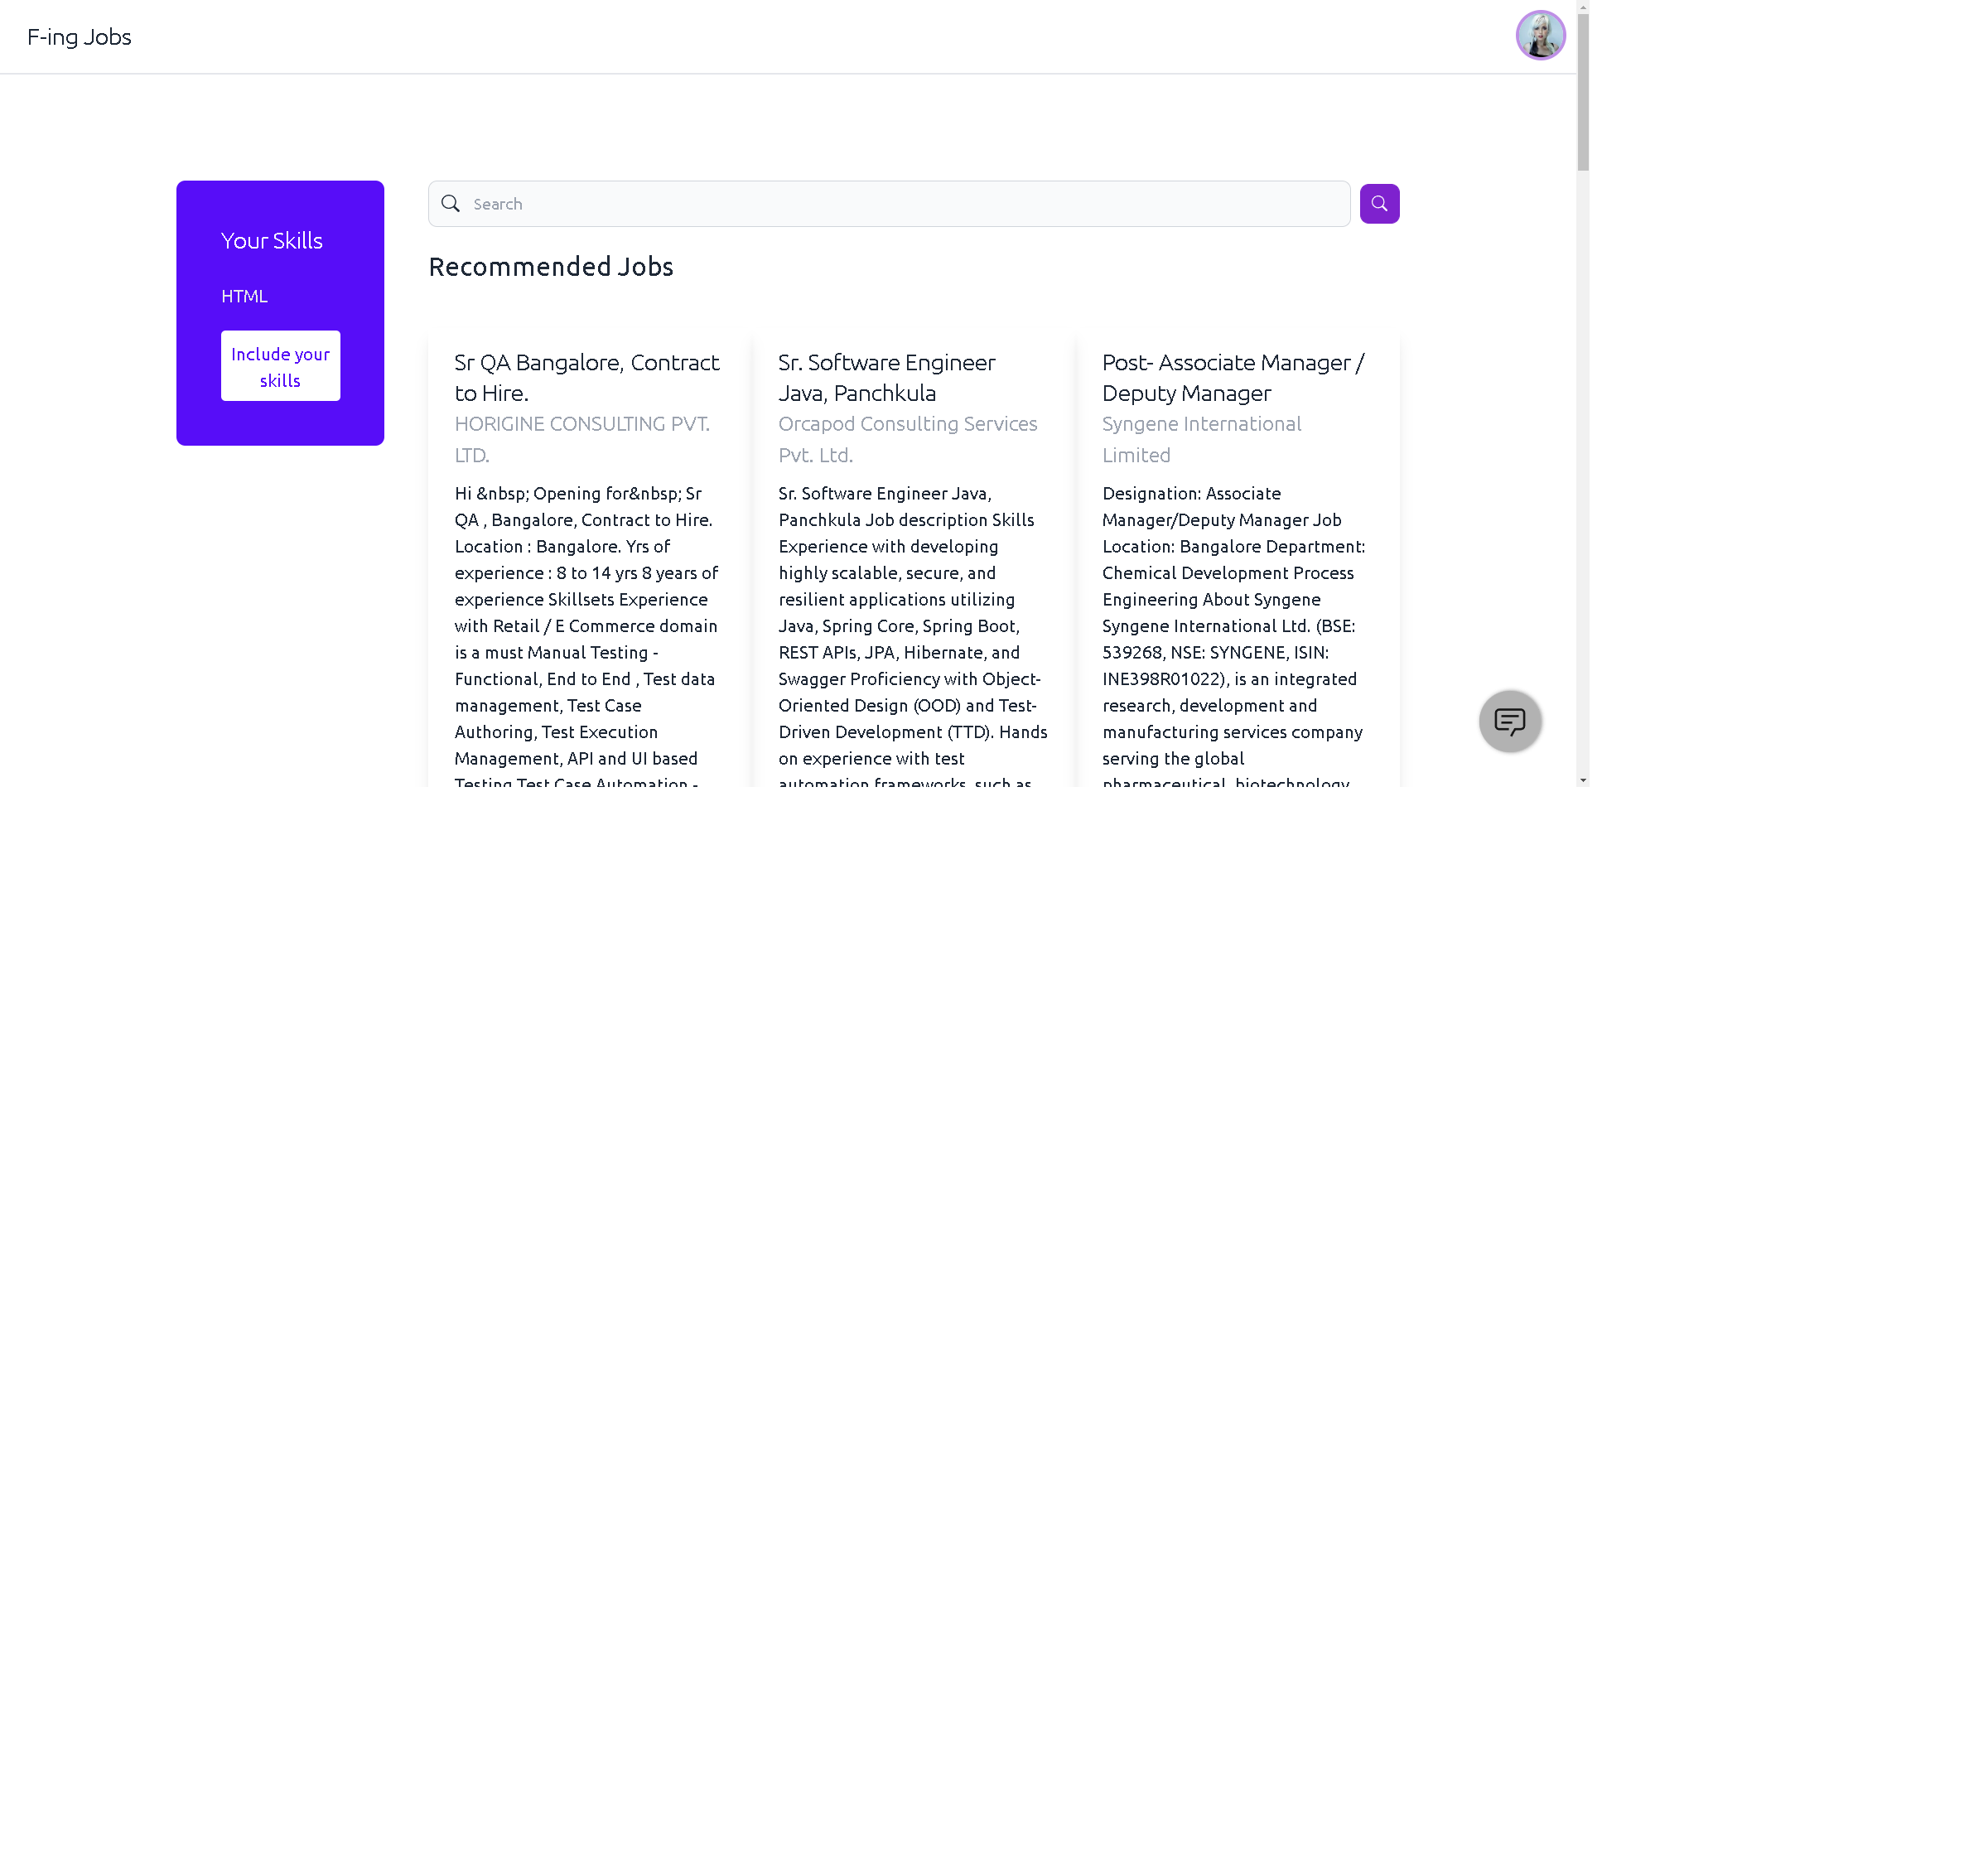 F-ing Jobs
Your Skills
HTML
Include your
skills
Search
Recommended Jobs
Sr QA Bangalore, Contract
to Hire.
HORIGINE CONSULTING PVT.
LTD.
Hi &nbsp; Opening for&nbsp; Sr
QA , Bangalore, Contract to Hire.
Location : Bangalore. Yrs of
experience : 8 to 14 yrs 8 years of
experience Skillsets Experience
with Retail / E Commerce domain
is a must Manual Testing -
Functional, End to End , Test data
management, Test Case
Authoring, Test Execution
Management, API and UI based
Testing Test Case Automation -
Sr. Software Engineer
Java, Panchkula
Orcapod Consulting Services
Pvt. Ltd.
Sr. Software Engineer Java,
Panchkula Job description Skills
Experience with developing
highly scalable, secure, and
resilient applications utilizing
Java, Spring Core, Spring Boot,
REST APIs, JPA, Hibernate, and
Swagger Proficiency with Object-
Oriented Design (OOD) and Test-
Driven Development (TTD). Hands
on experience with test
automation frameworks, such as
Post- Associate Manager /
Deputy Manager
Syngene International
Limited
Designation: Associate
Manager/Deputy Manager Job
Location: Bangalore Department:
Chemical Development Process
Engineering About Syngene
Syngene International Ltd. (BSE:
539268, NSE: SYNGENE, ISIN:
INE398R01022), is an integrated
research, development and
manufacturing services company
serving the global
pharmaceutical, biotechnology,